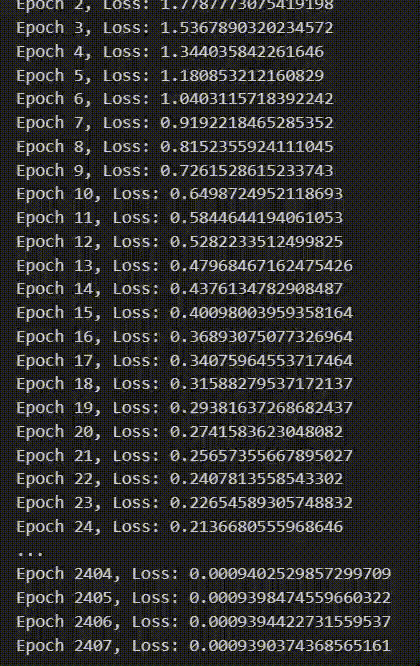 Epoch 2, Loss: 1.7787773075419198
Epoch 3, Loss: 1.5367890320234572
Epoch 4, Loss: 1.344035842261646
Epoch 5, Loss: 1.180853212160829
Epoch 6, Loss: 1.0403115718392242
Epoch 7, Loss: 0.9192218465285352
Epoch 8, Loss: 0.8152355924111045
Epoch 9, Loss: 0.7261528615233743
Epoch 10, Loss: 0.6498724952118693
Epoch 11, Loss: 0.5844644194061053
Epoch 12, Loss: 0.5282233512499825
Epoch 13, Loss: 0.47968467162475426
Epoch 14, Loss: 0.4376134782908487
Epoch 15, Loss: 0.40098003959358164
Epoch 16, Loss: 0.36893075077326964
Epoch 17, Loss: 0.34075964553717464
Epoch 18, Loss: 0.31588279537172137
Epoch 19, Loss: 0.29381637268682437
Epoch 20, Loss: 0.2741583623048082
Epoch 21, Loss: 0.25657355667895027
Epoch 22, Loss: 0.2407813558543302
Epoch 23, Loss: 0.22654589305748832
Epoch 24, Loss: 0.2136680555968646
...
Epoch 2404, Loss: 0.0009402529857299709
Epoch 2405, Loss: 0.0009398474559660322
Epoch 2406, Loss: 0.0009394422731559537
Epoch 2407, Loss: 0.0009390374368565161